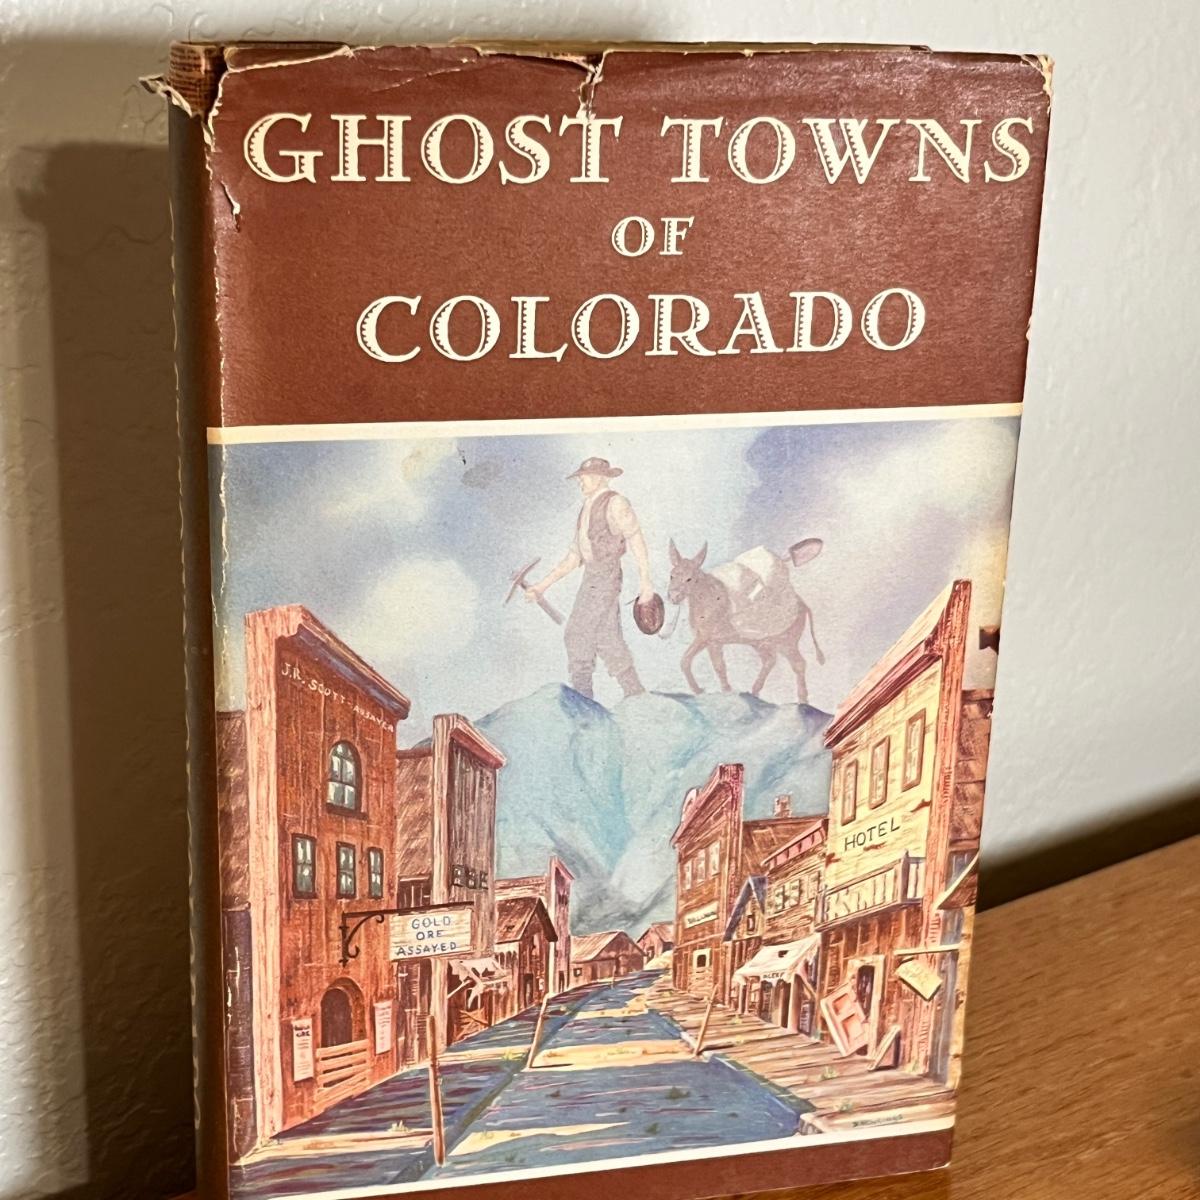 GHOST TOWNS
OF
COLORADO
J.R. SCOTT-ASSAYER
HOTEL
GOLD
ORE
ASSAYED